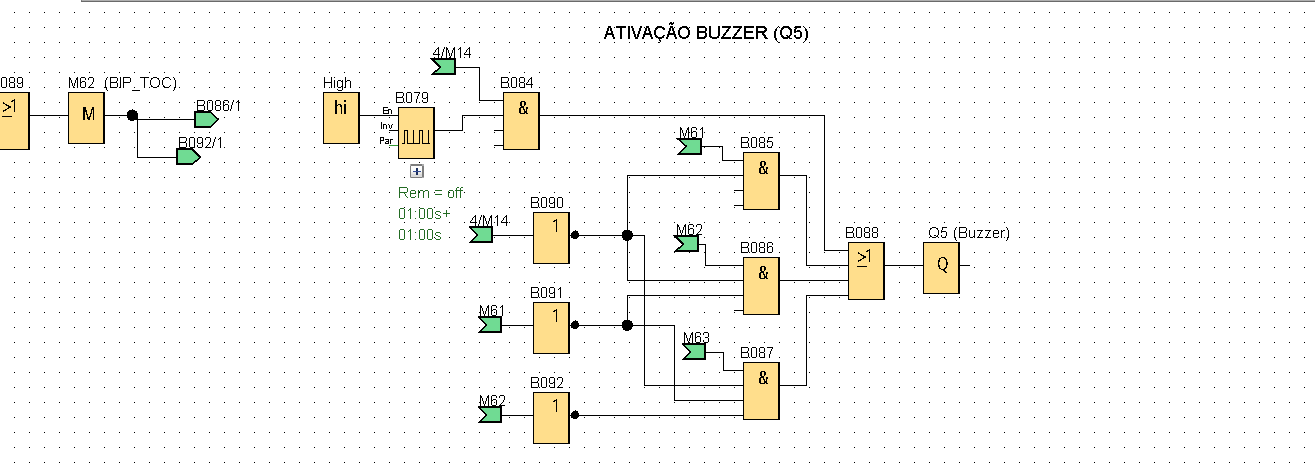 ATIVAÇÃO BUZZER (Q5)
4/M14
089
M62 (BIP_TOC)
High
B079
B084
≥1
M
B086/1
hi
En
Inv
Par
&
B092/1
M61
B085
&
Rem = off
01:00s+
01:00s
4/M14
B090
1
M62
B086
&
B088
≥1
Q5 (Buzzer)
Q
M61
B091
1
M63
B087
&
M62
B092
1